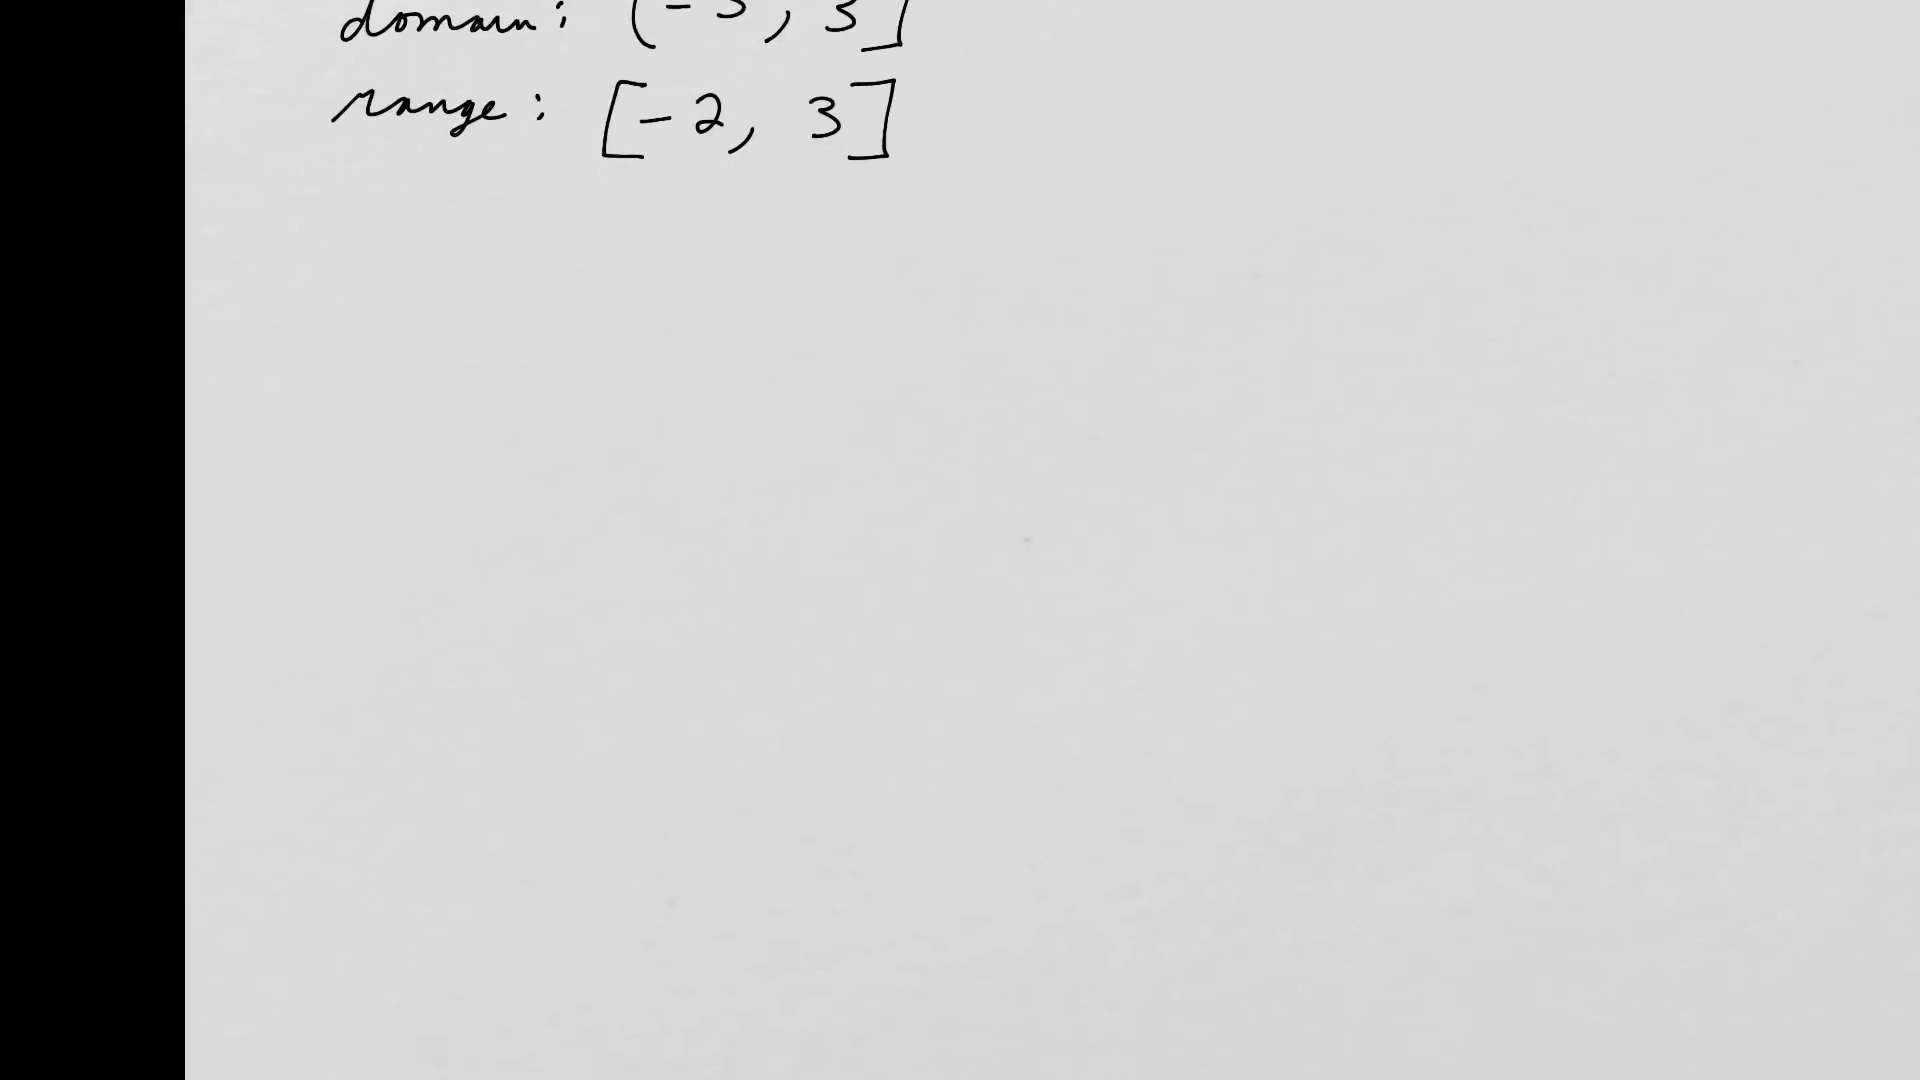 domain: (-3, 3]
range: [-2, 3]